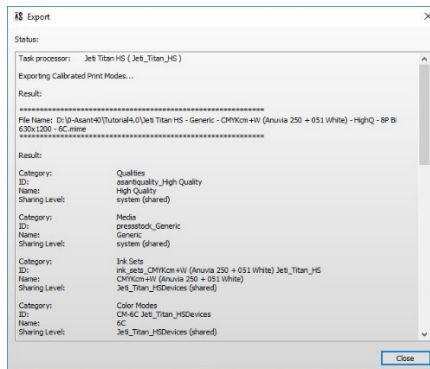 Export
Status:
Task processor: Jeti Titan HS ( Jeti_Titan_HS )
Exporting Calibrated Print Modes...
Result:
************************************************************
File Name: D:\0-Asant40\Tutorial4.0\Jeti Titan HS - Generic - CMYKcm+W (Anuvia 250 + 051 White) - HighQ - 8P Bi
630x1200 - 6C.mime
************************************************************
Result:
Category: Qualities
ID: asantiquality_High Quality
Name: High Quality
Sharing Level: system (shared)
Category: Media
ID: pressstock_Generic
Name: Generic
Sharing Level: system (shared)
Category: Ink Sets
ID: ink_sets_CMYKcm+W (Anuvia 250 + 051 White) Jeti_Titan_HS
Name: CMYKcm+W (Anuvia 250 + 051 White)
Sharing Level: Jeti_Titan_HSDevices (shared)
Category: Color Modes
ID: CM-6C Jeti_Titan_HSDevices
Name: 6C
Sharing Level: Jeti_Titan_HSDevices (shared)
Close